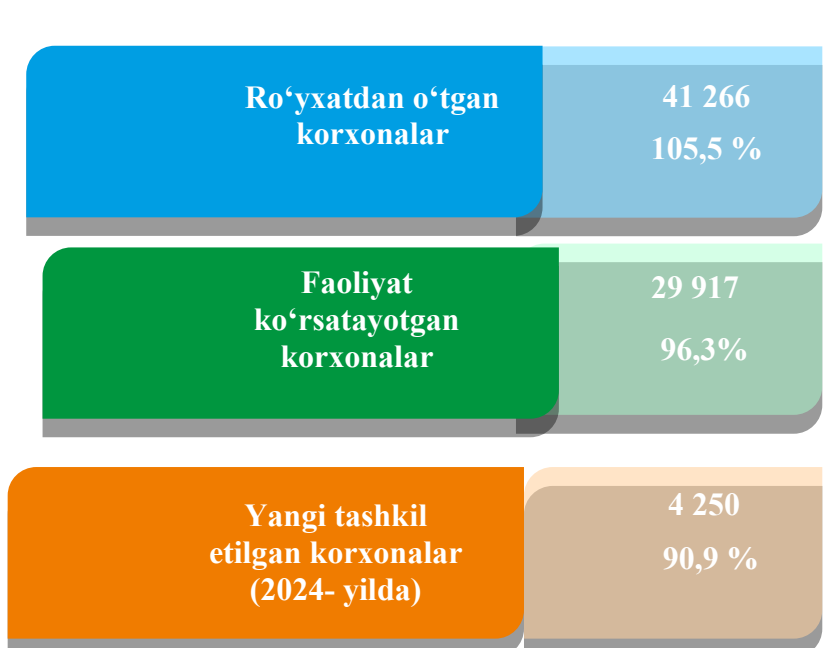 Ro‘yxatdan o‘tgan
korxonalar
41 266
105,5 %
Faoliyat
ko‘rsatayotgan
korxonalar
29 917
96,3%
Yangi tashkil
etilgan korxonalar
(2024- yilda)
4 250
90,9 %